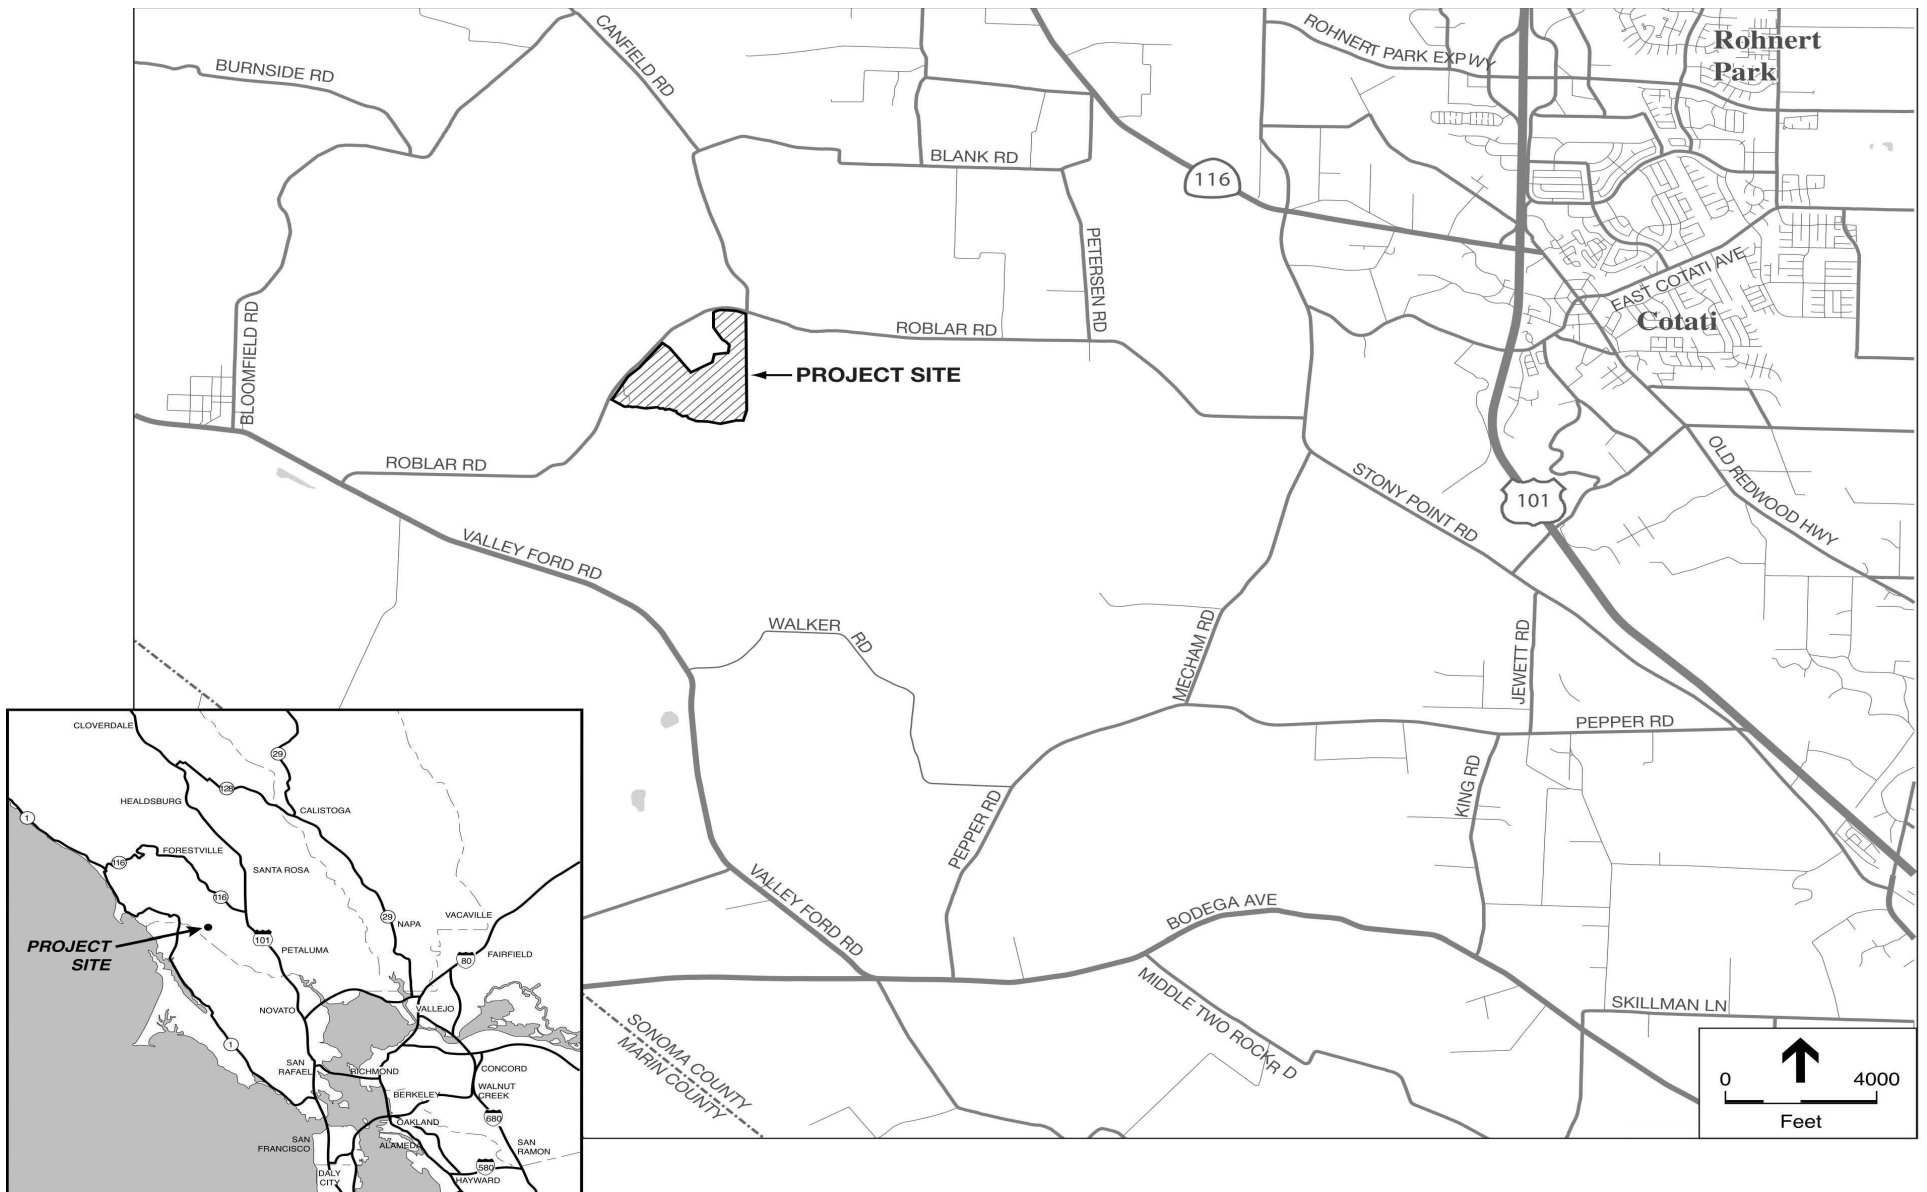 CANFIELD RD
ROHNERT PARK EXPWY
Rohnert
Park
BURNSIDE RD
BLANK RD
116
PETERSEN RD
EAST COTATI AVE
BLOOMFIELD RD
ROBLAR RD
Cotati
PROJECT SITE
ROBLAR RD
STONY POINT RD
OLD REDWOOD HWY
101
VALLEY FORD RD
WALKER RD
MECHAM RD
JEWETT RD
PEPPER RD
KING RD
PEPPER RD
VALLEY FORD RD
BODEGA AVE
MIDDLE TWO ROCK RD
SKILLMAN LN
SONOMA COUNTY
MARIN COUNTY
0 4000
Feet
CLOVERDALE
29
128
HEALDSBURG
CALISTOGA
1
FORESTVILLE
116
SANTA ROSA
116
29
NAPA
VACAVILLE
PROJECT
SITE
101
PETALUMA
80
FAIRFIELD
NOVATO
VALLEJO
1
SAN
RAFAEL
RICHMOND
CONCORD
WALNUT
CREEK
BERKELEY
680
OAKLAND
SAN
FRANCISCO
ALAMEDA
SAN
RAMON
580
DALY
CITY
HAYWARD